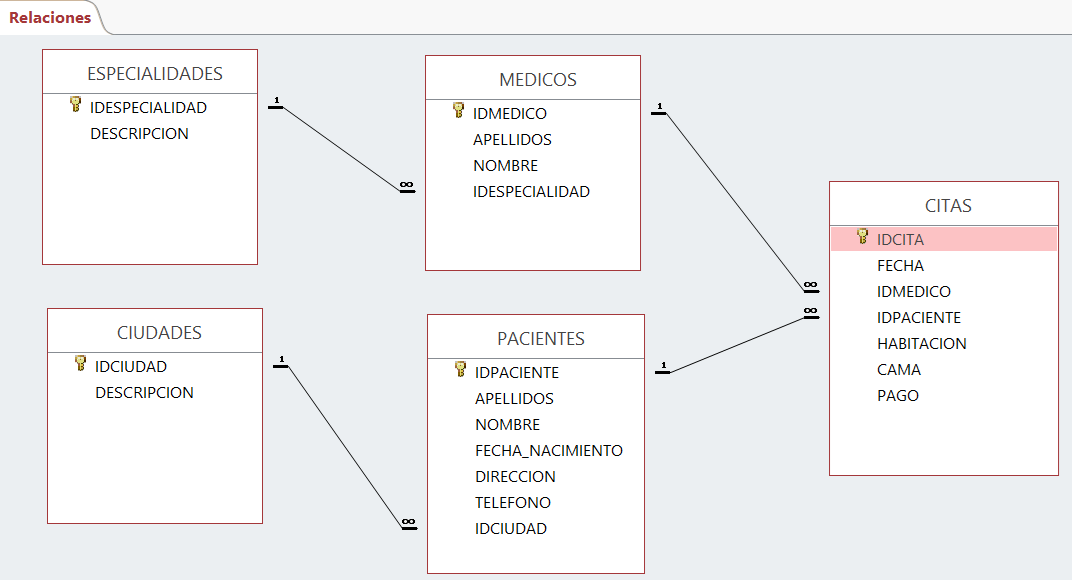 Relaciones
ESPECIALIDADES
IDESPECIALIDAD
DESCRIPCION
1
∞
MEDICOS
IDMEDICO
APELLIDOS
NOMBRE
IDESPECIALIDAD
1
∞
CITAS
IDCITA
FECHA
IDMEDICO
IDPACIENTE
HABITACION
CAMA
PAGO
CIUDADES
IDCIUDAD
DESCRIPCION
1
∞
PACIENTES
IDPACIENTE
APELLIDOS
NOMBRE
FECHA_NACIMIENTO
DIRECCION
TELEFONO
IDCIUDAD
1
∞